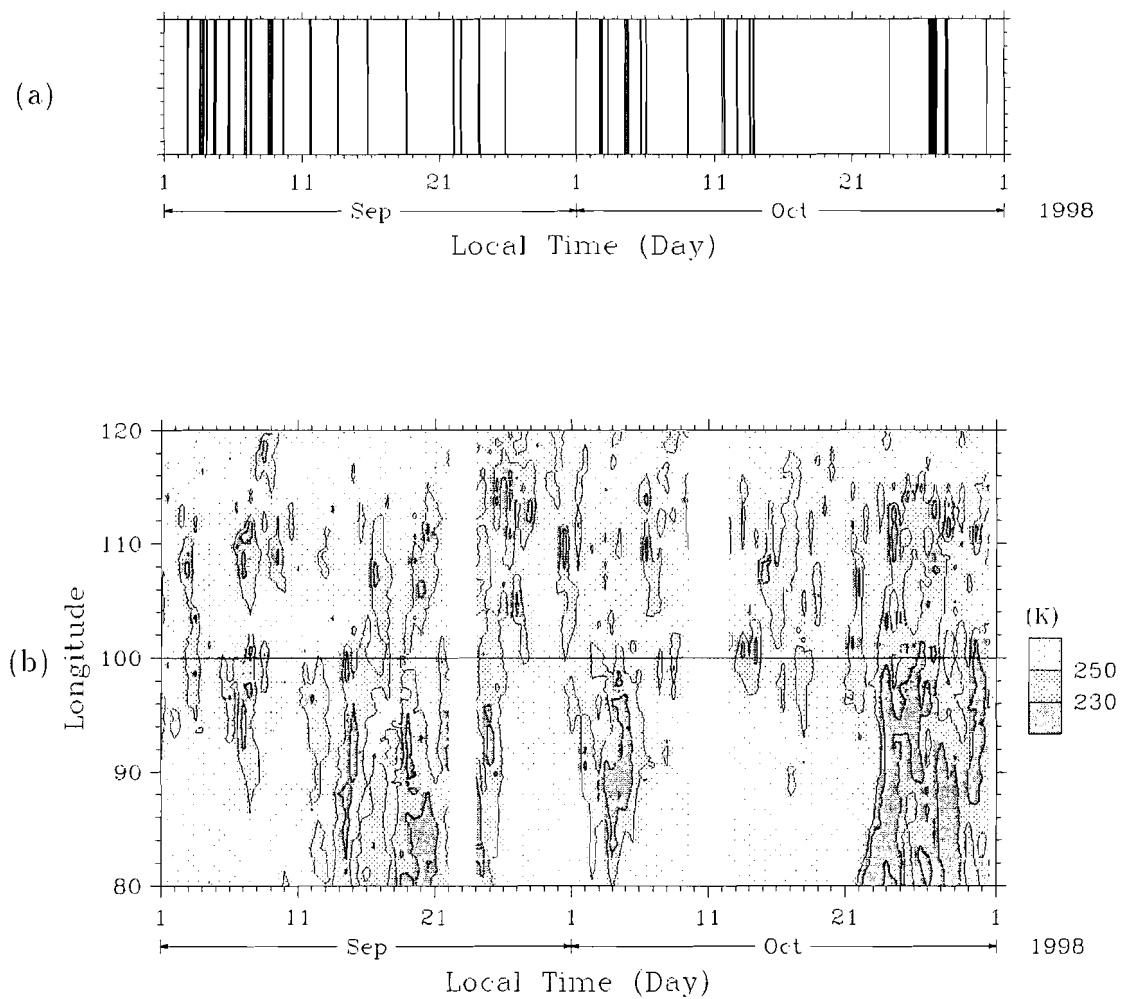 (a)
1 11 21 1 11 21 1
Sep Oct 1998
Local Time (Day)
120
110
100
90
80
(b)
Longitude
(K)
250
230
1 11 21 1 11 21 1
Sep Oct 1998
Local Time (Day)